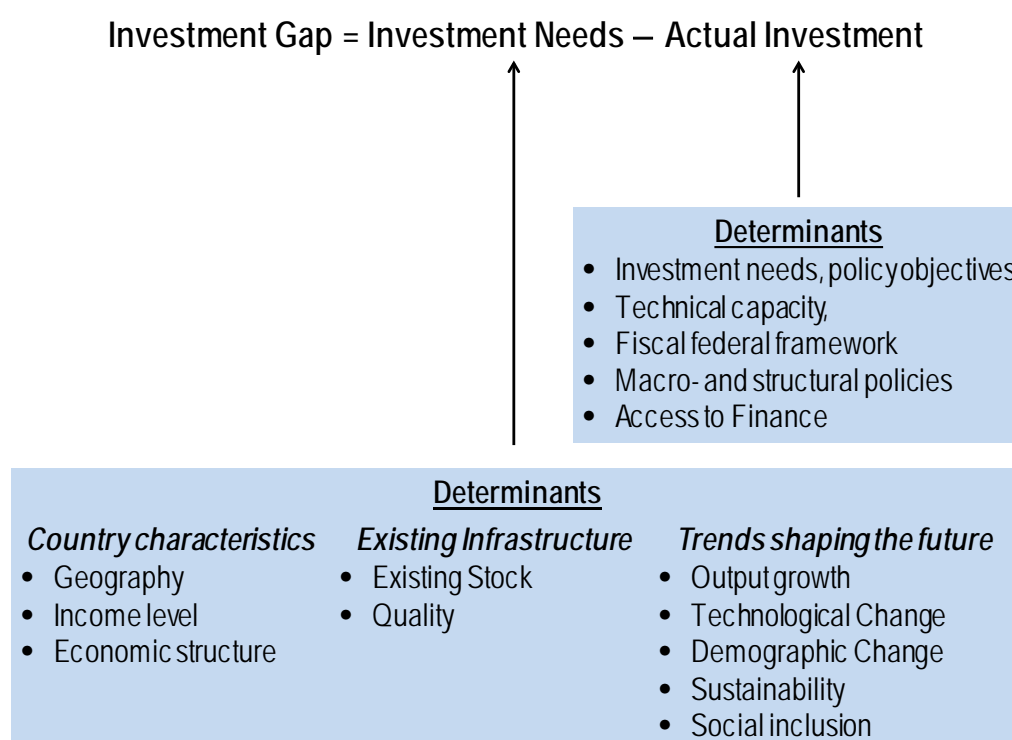 Investment Gap = Investment Needs – Actual Investment
Determinants
• Investment needs, policy objectives
• Technical capacity,
• Fiscal federal framework
• Macro- and structural policies
• Access to Finance
Determinants
Country characteristics
• Geography
• Income level
• Economic structure
Existing Infrastructure
• Existing Stock
• Quality
Trends shaping the future
• Output growth
• Technological Change
• Demographic Change
• Sustainability
• Social inclusion